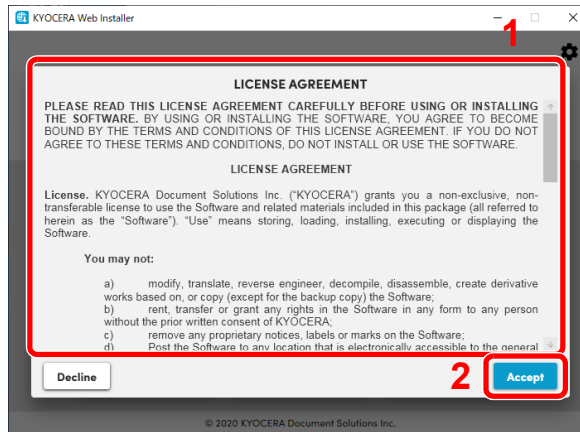 KYOCERA Web Installer
1
LICENSE AGREEMENT
PLEASE READ THIS LICENSE AGREEMENT CAREFULLY BEFORE USING OR INSTALLING
THE SOFTWARE. BY USING OR INSTALLING THE SOFTWARE, YOU AGREE TO BECOME
BOUND BY THE TERMS AND CONDITIONS OF THIS LICENSE AGREEMENT. IF YOU DO NOT
AGREE TO THESE TERMS AND CONDITIONS, DO NOT INSTALL OR USE THE SOFTWARE.
LICENSE AGREEMENT
License. KYOCERA Document Solutions Inc. (“KYOCERA”) grants you a non-exclusive, non-
transferable license to use the Software and related materials included in this package (all referred to
herein as the “Software”). “Use” means storing, loading, installing, executing or displaying the
Software.
You may not:
a) modify, translate, reverse engineer, decompile, disassemble, create derivative
works based on, or copy (except for the backup copy) the Software;
b) rent, transfer or grant any rights in the Software in any form to any person
without the prior written consent of KYOCERA;
c) remove any proprietary notices, labels or marks on the Software;
d) Post the Software to any location that is electronically accessible to the general
Decline
2
Accept
© 2020 KYOCERA Document Solutions Inc.